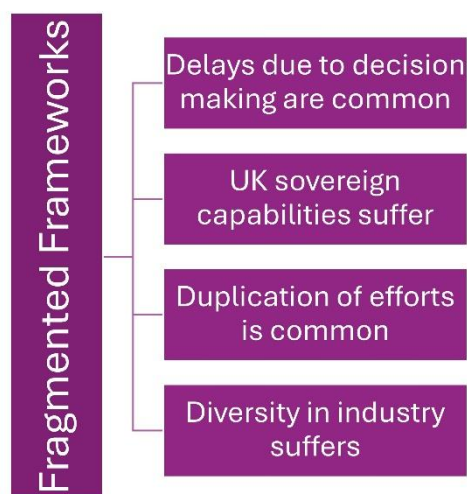 Fragmented Frameworks
Delays due to decision
making are common
UK sovereign
capabilities suffer
Duplication of efforts
is common
Diversity in industry
suffers